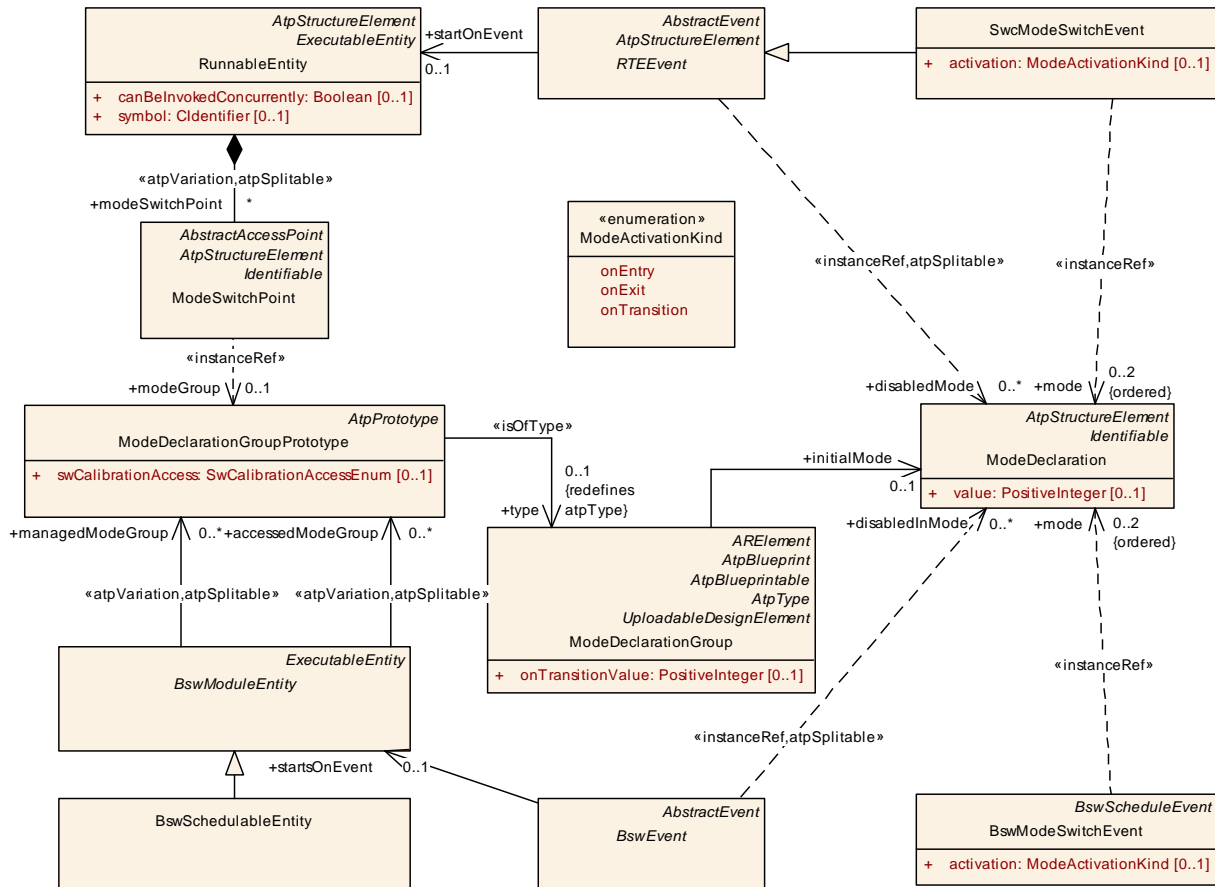 AtpStructureElement
ExecutableEntity
RunnableEntity
+ canBeInvokedConcurrently: Boolean [0..1]
+ symbol: CIdentifier [0..1]
+startOnEvent
0..1
AbstractEvent
AtpStructureElement
RTEEvent
SwcModeSwitchEvent
+ activation: ModeActivationKind [0..1]
«atpVariation,atpSplitable»
+modeSwitchPoint *
AbstractAccessPoint
AtpStructureElement
Identifiable
ModeSwitchPoint
«enumeration»
ModeActivationKind
onEntry
onExit
onTransition
«instanceRef,atpSplitable»
«instanceRef»
«instanceRef»
+modeGroup 0..1
+disabledMode 0..*
+mode 0..2
{ordered}
AtpPrototype
ModeDeclarationGroupPrototype
+ swCalibrationAccess: SwCalibrationAccessEnum [0..1]
«isOfType»
0..1
{redefines
atpType}
+type
+initialMode
0..1
AtpStructureElement
Identifiable
ModeDeclaration
+ value: PositiveInteger [0..1]
+managedModeGroup 0..*
+accessedModeGroup 0..*
+disabledInMode 0..*
+mode 0..2
{ordered}
ARElement
AtpBlueprint
AtpBlueprintable
AtpType
UploadableDesignElement
ModeDeclarationGroup
+ onTransitionValue: PositiveInteger [0..1]
«atpVariation,atpSplitable»
«atpVariation,atpSplitable»
ExecutableEntity
BswModuleEntity
«instanceRef»
«instanceRef,atpSplitable»
+startsOnEvent 0..1
BswSchedulableEntity
AbstractEvent
BswEvent
BswScheduleEvent
BswModeSwitchEvent
+ activation: ModeActivationKind [0..1]